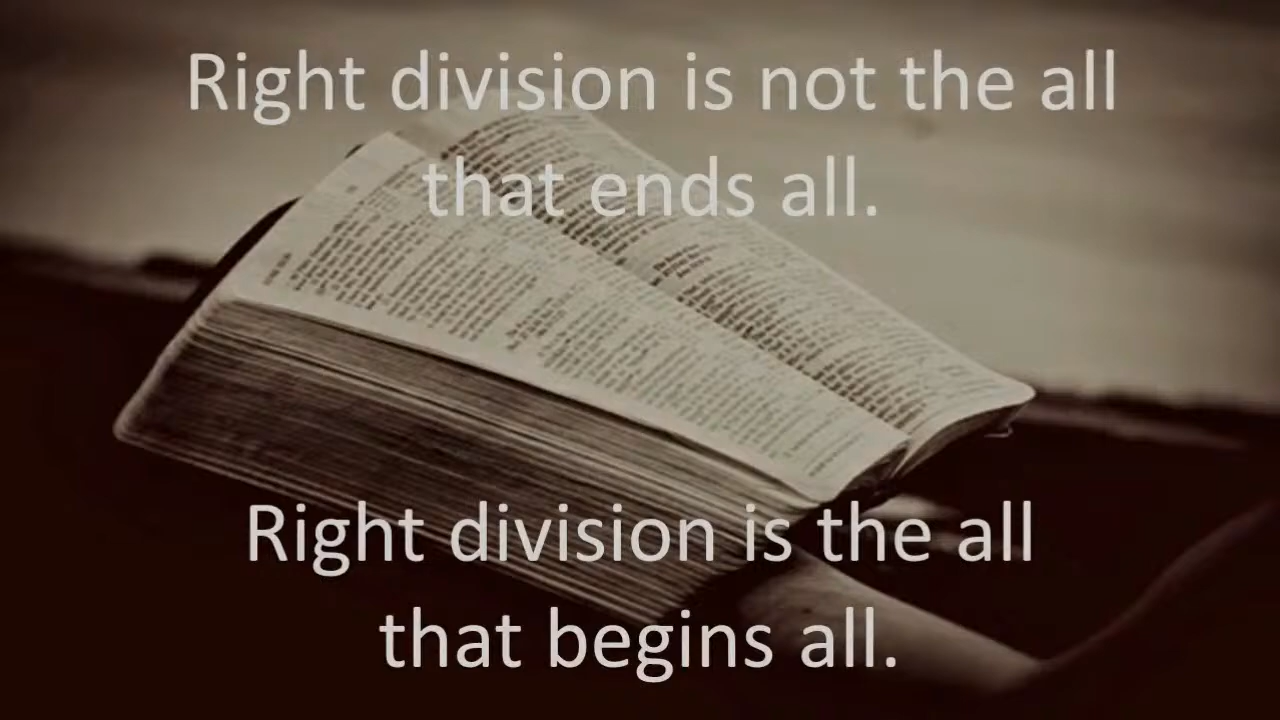 Right division is not the all
that ends all.
Right division is the all
that begins all.